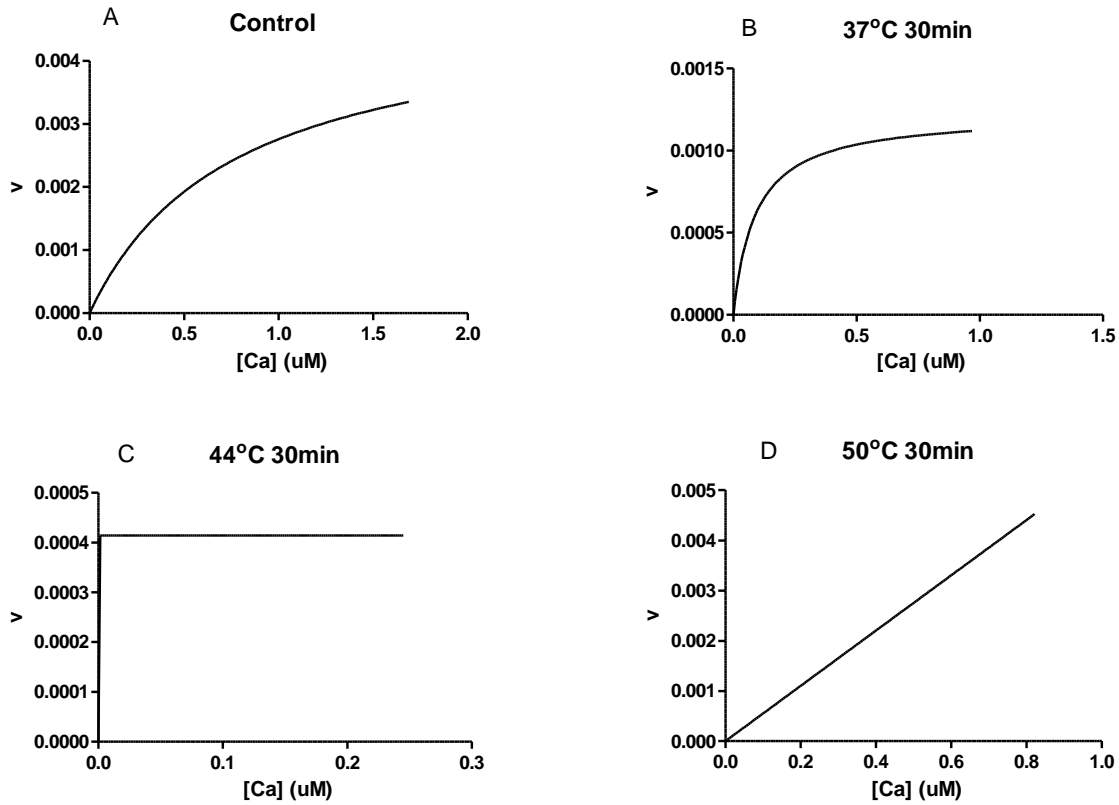 A
Control
0.004
0.003
0.002
0.001
0.000
v
0.0 0.5 1.0 1.5 2.0
[Ca] (uM)
B
37°C 30min
0.0015
0.0010
0.0005
0.0000
v
0.0 0.5 1.0 1.5
[Ca] (uM)
C
44°C 30min
0.0005
0.0004
0.0003
0.0002
0.0001
0.0000
v
0.0 0.1 0.2 0.3
[Ca] (uM)
D
50°C 30min
0.005
0.004
0.003
0.002
0.001
0.000
v
0.0 0.2 0.4 0.6 0.8 1.0
[Ca] (uM)